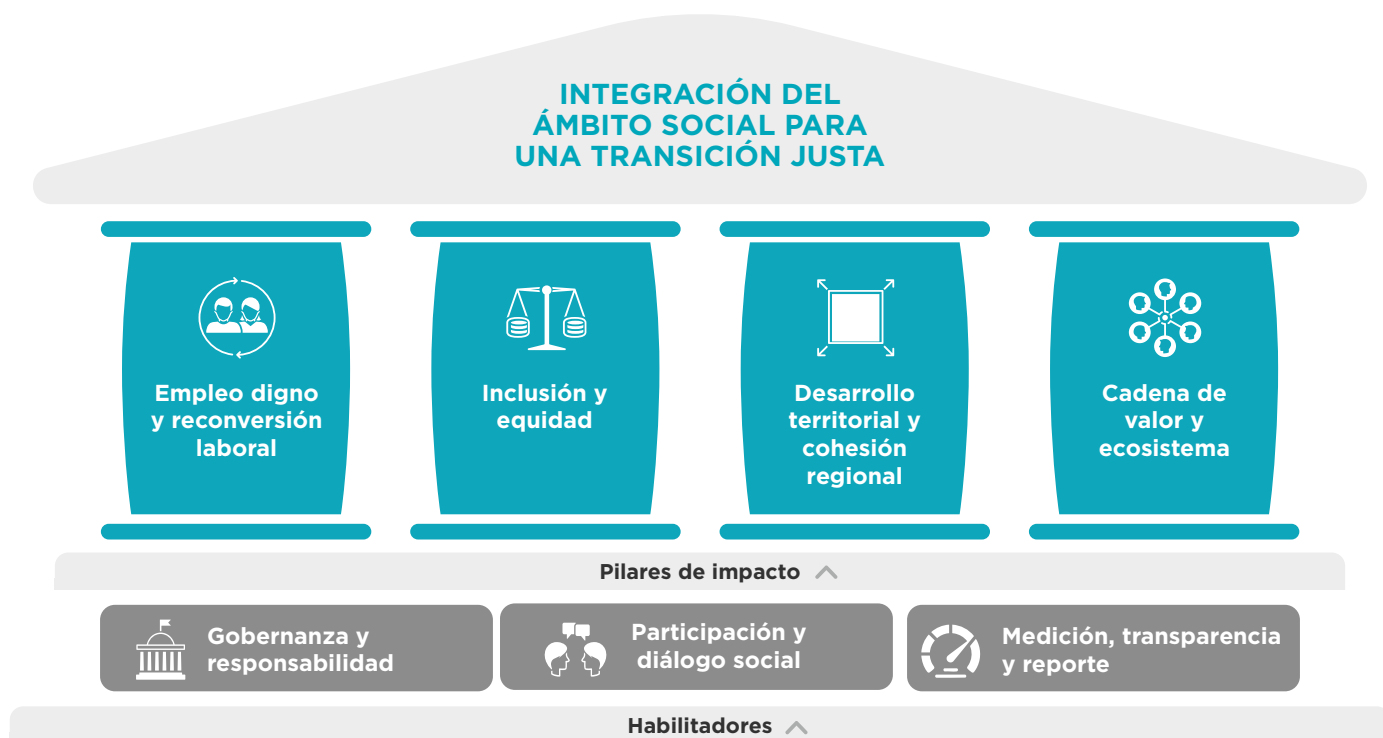 INTEGRACIÓN DEL
ÁMBITO SOCIAL PARA
UNA TRANSICIÓN JUSTA
Empleo digno
y reconversión
laboral
Inclusión y
equidad
Desarrollo
territorial y
cohesión
regional
Cadena de
valor y
ecosistema
Pilares de impacto
Gobernanza y
responsabilidad
Participación y
diálogo social
Medición, transparencia
y reporte
Habilitadores